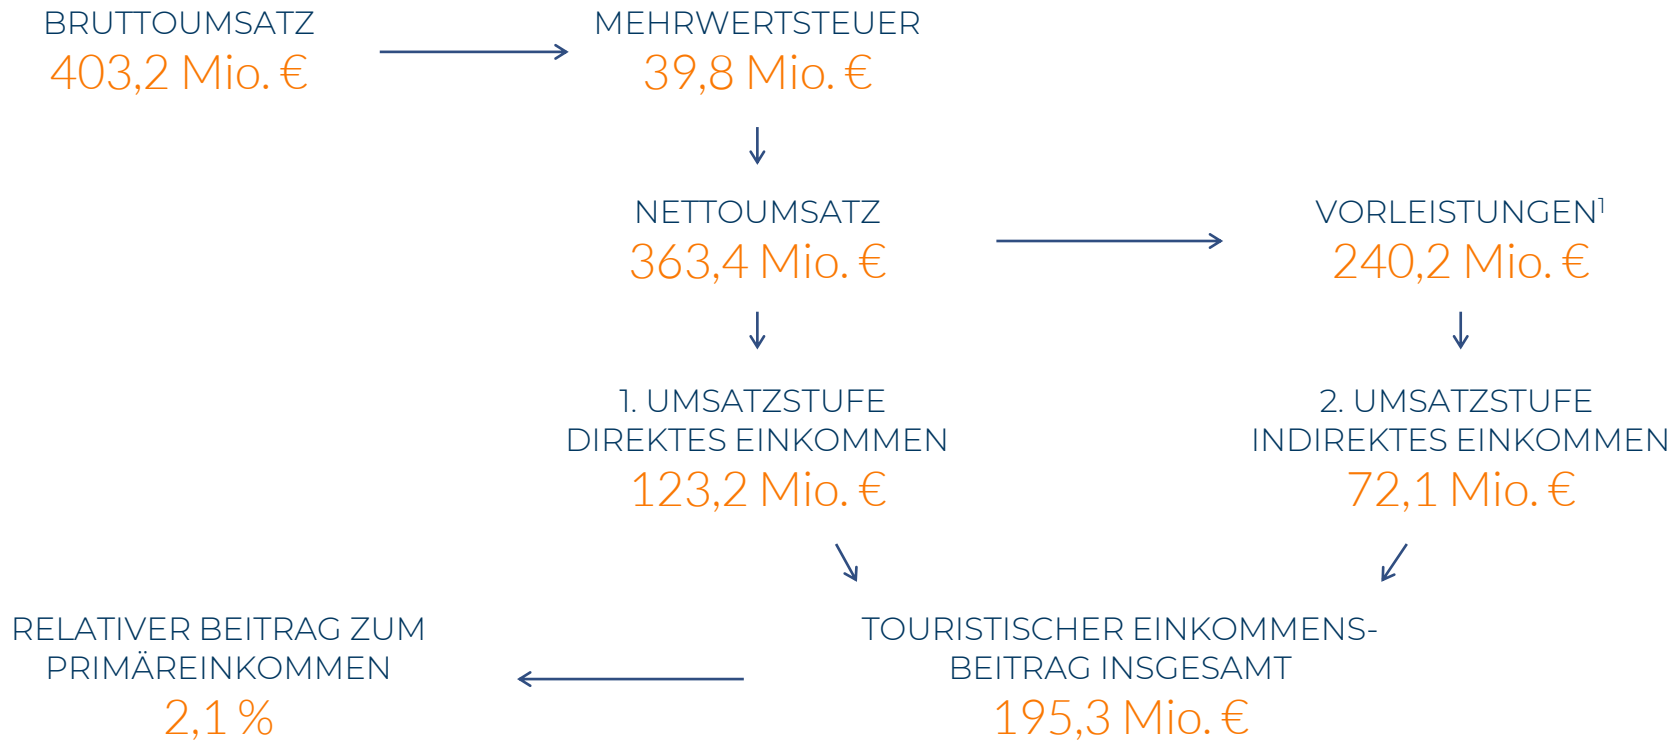 BRUTTOUMSATZ
403,2 Mio. €
MEHRWERTSTEUER
39,8 Mio. €
NETTOUMSATZ
363,4 Mio. €
VORLEISTUNGEN¹
240,2 Mio. €
1. UMSATZSTUFE
DIREKTES EINKOMMEN
123,2 Mio. €
2. UMSATZSTUFE
INDIREKTES EINKOMMEN
72,1 Mio. €
RELATIVER BEITRAG ZUM
PRIMÄREINKOMMEN
2,1 %
TOURISTISCHER EINKOMMENS-
BEITRAG INSGESAMT
195,3 Mio. €